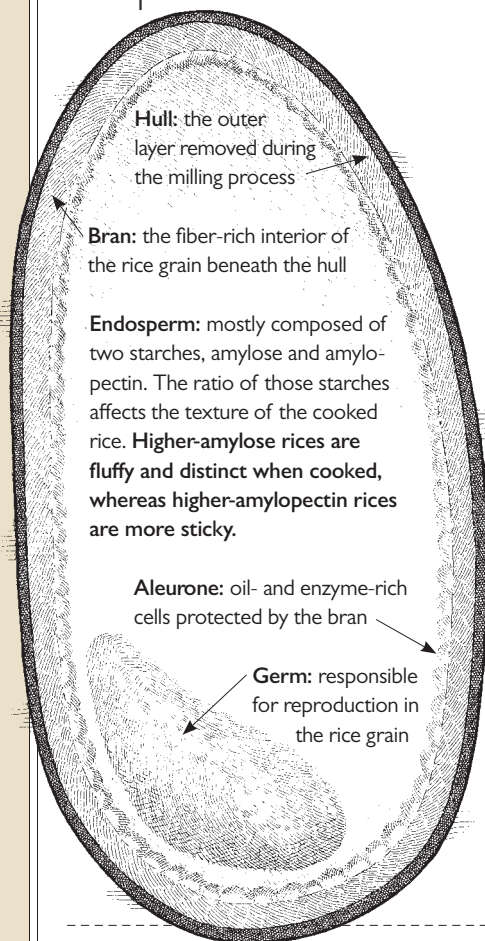 Hull: the outer
layer removed during
the milling process
Bran: the fiber-rich interior of
the rice grain beneath the hull
Endosperm: mostly composed of
two starches, amylose and amylo-
pectin. The ratio of those starches
affects the texture of the cooked
rice. Higher-amylose rices are
fluffy and distinct when cooked,
whereas higher-amylopectin rices
are more sticky.
Aleurone: oil- and enzyme-rich
cells protected by the bran
Germ: responsible
for reproduction in
the rice grain